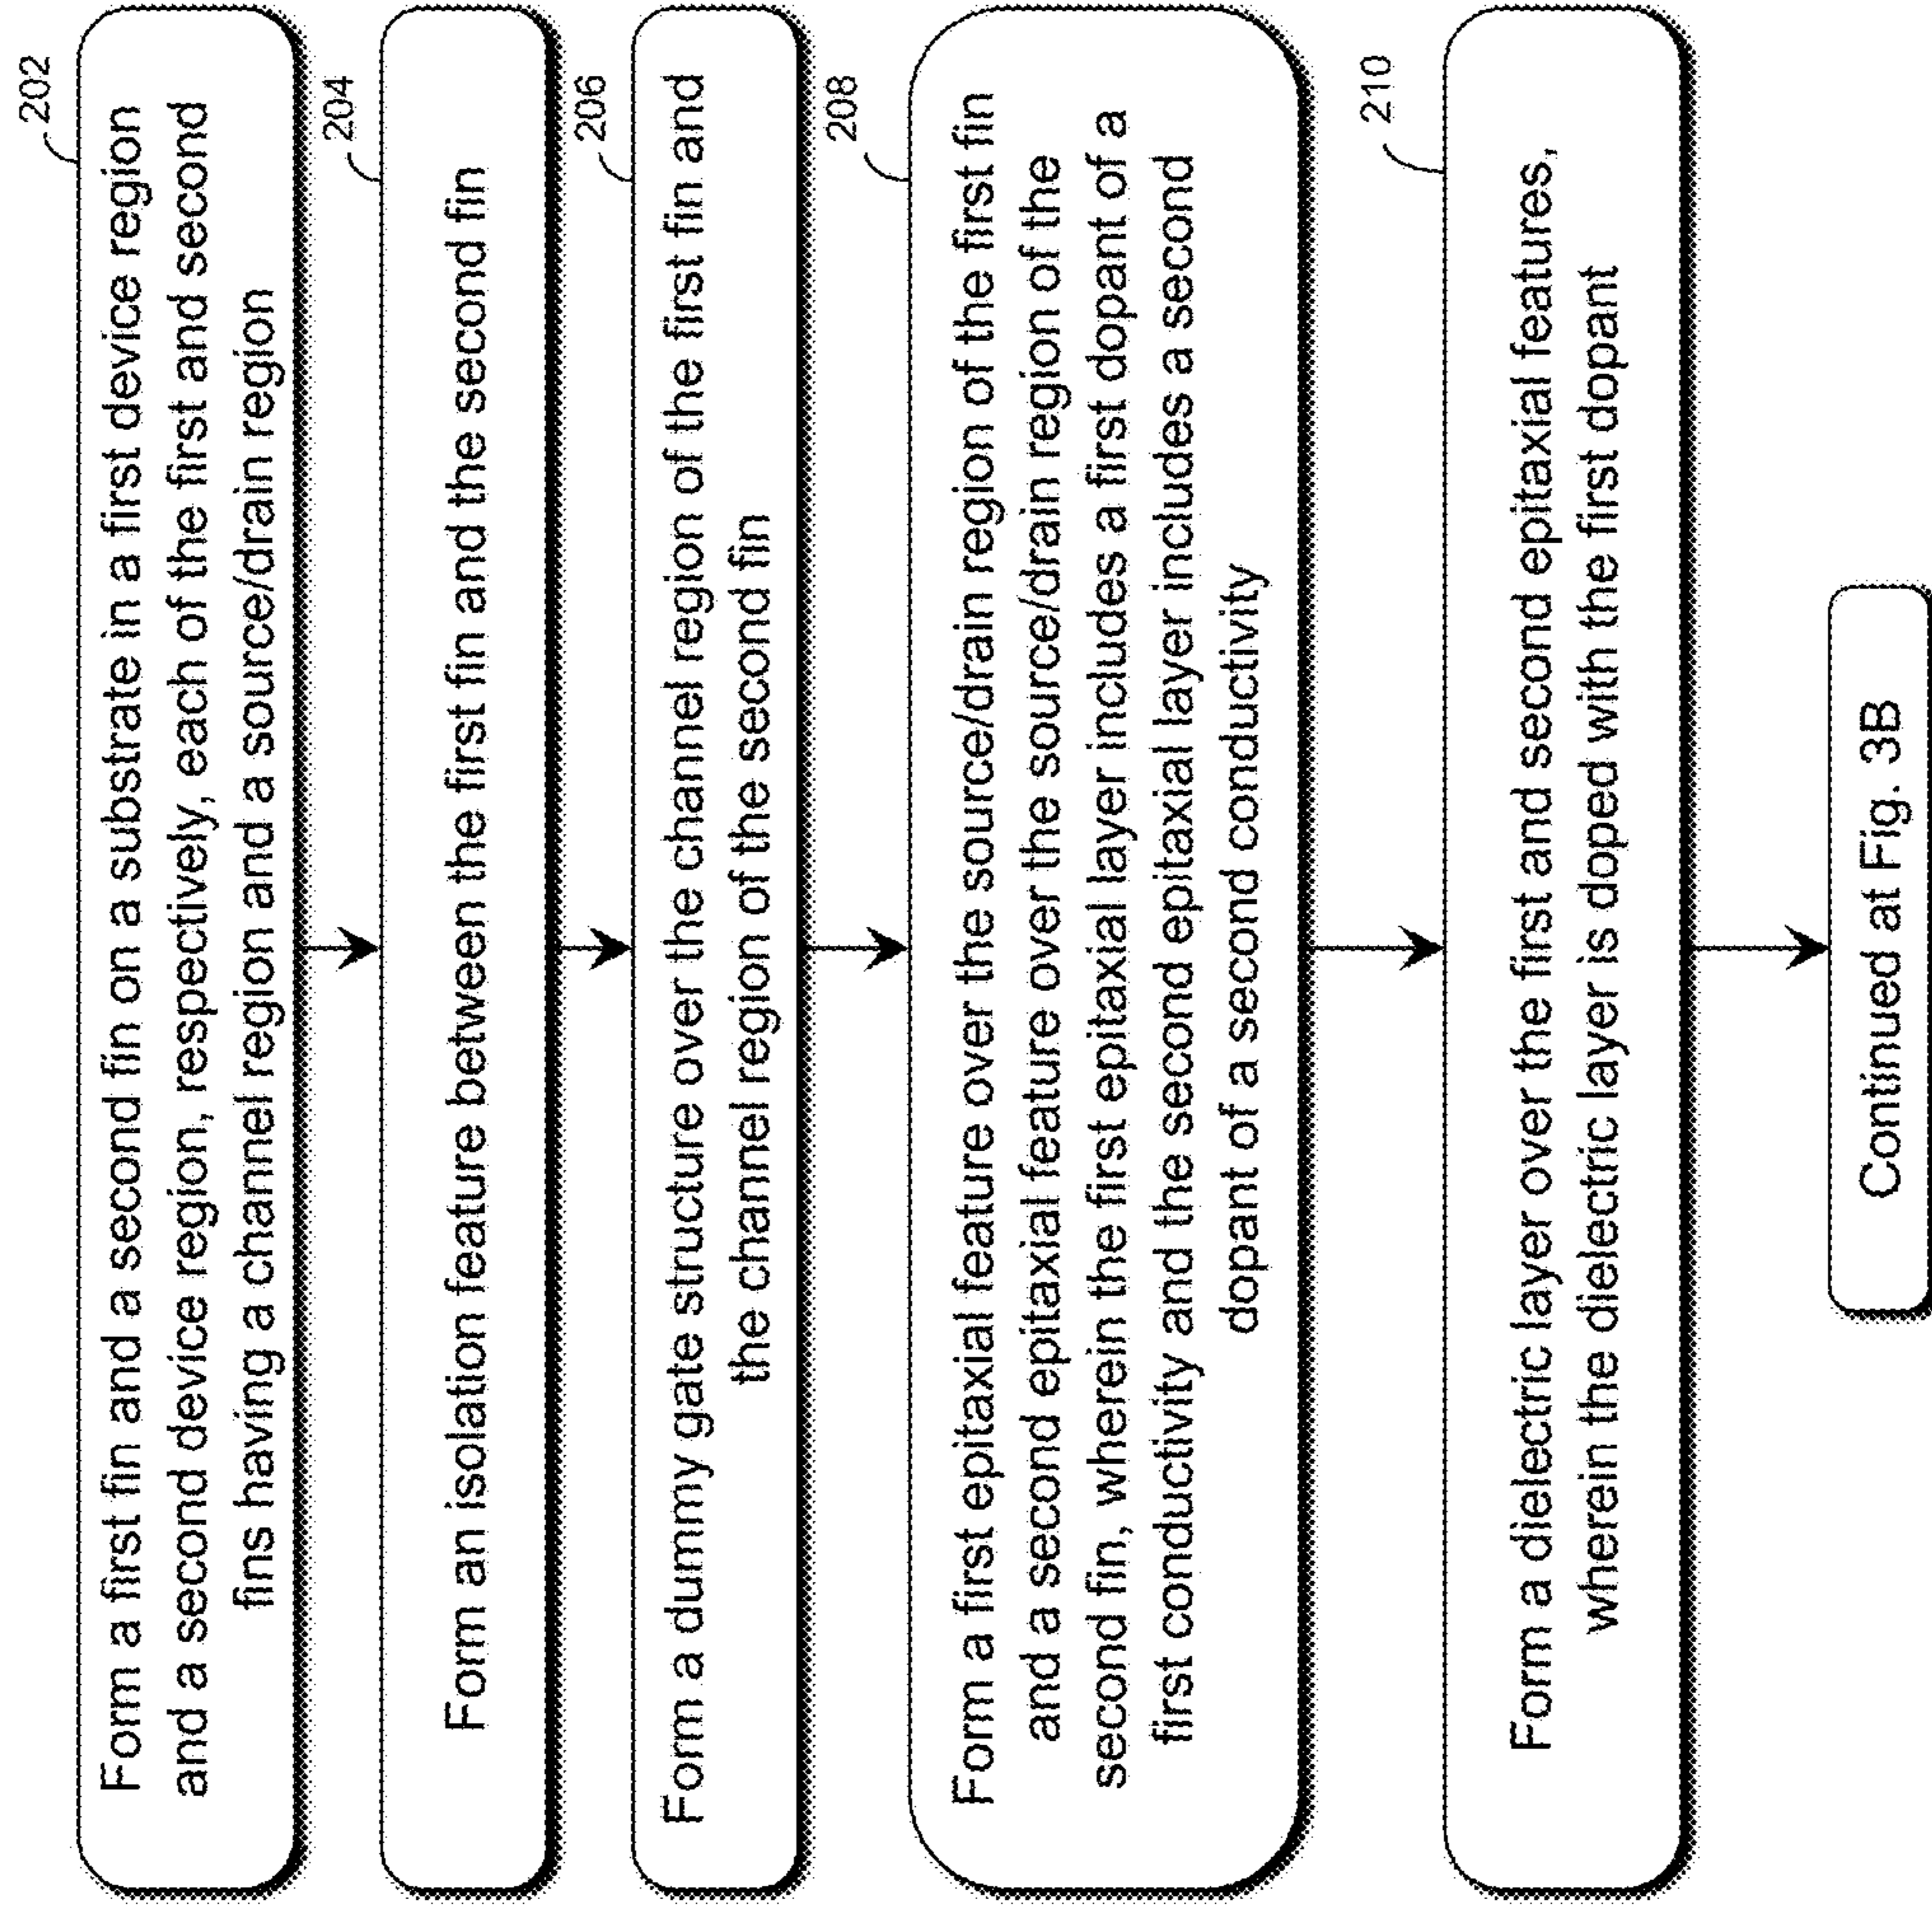 202
Form a first fin and a second fin on a substrate in a first device region
and a second device region, respectively, each of the first and second
fins having a channel region and a source/drain region
204
Form an isolation feature between the first fin and the second fin
206
Form a dummy gate structure over the channel region of the first fin and
the channel region of the second fin
208
Form a first epitaxial feature over the source/drain region of the first fin
and a second epitaxial feature over the source/drain region of the
second fin, wherein the first epitaxial layer includes a first dopant of a
first conductivity and the second epitaxial layer includes a second
dopant of a second conductivity
210
Form a dielectric layer over the first and second epitaxial features,
wherein the dielectric layer is doped with the first dopant
Continued at Fig. 3B